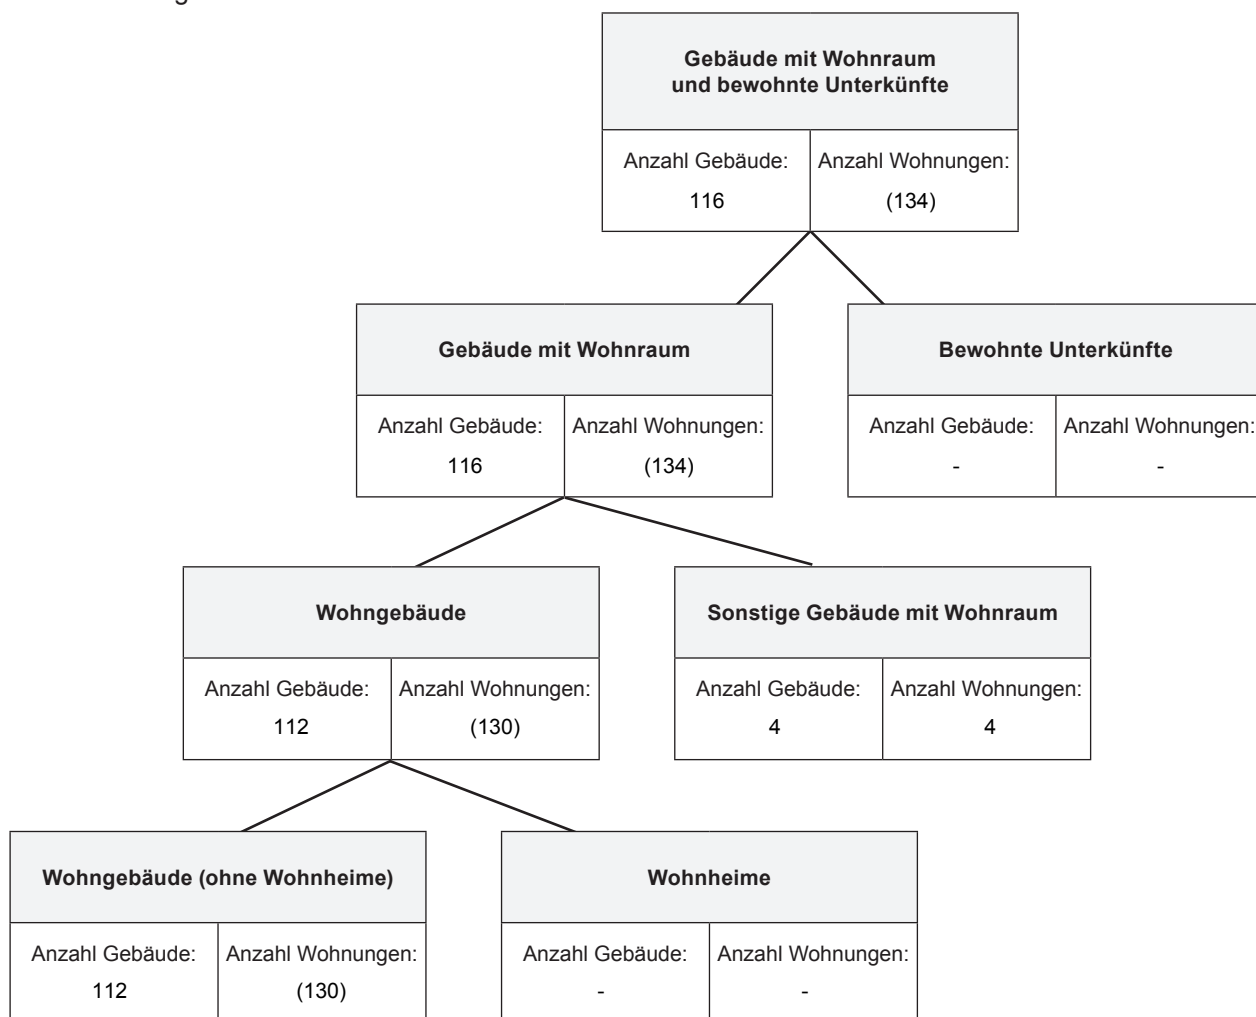 Gebäude mit Wohnraum
und bewohnte Unterkünfte
Anzahl Gebäude: Anzahl Wohnungen:
116 (134)
Gebäude mit Wohnraum
Anzahl Gebäude: Anzahl Wohnungen:
116 (134)
Bewohnte Unterkünfte
Anzahl Gebäude: Anzahl Wohnungen:
- -
Wohngebäude
Anzahl Gebäude: Anzahl Wohnungen:
112 (130)
Sonstige Gebäude mit Wohnraum
Anzahl Gebäude: Anzahl Wohnungen:
4 4
Wohngebäude (ohne Wohnheime)
Anzahl Gebäude: Anzahl Wohnungen:
112 (130)
Wohnheime
Anzahl Gebäude: Anzahl Wohnungen:
- -